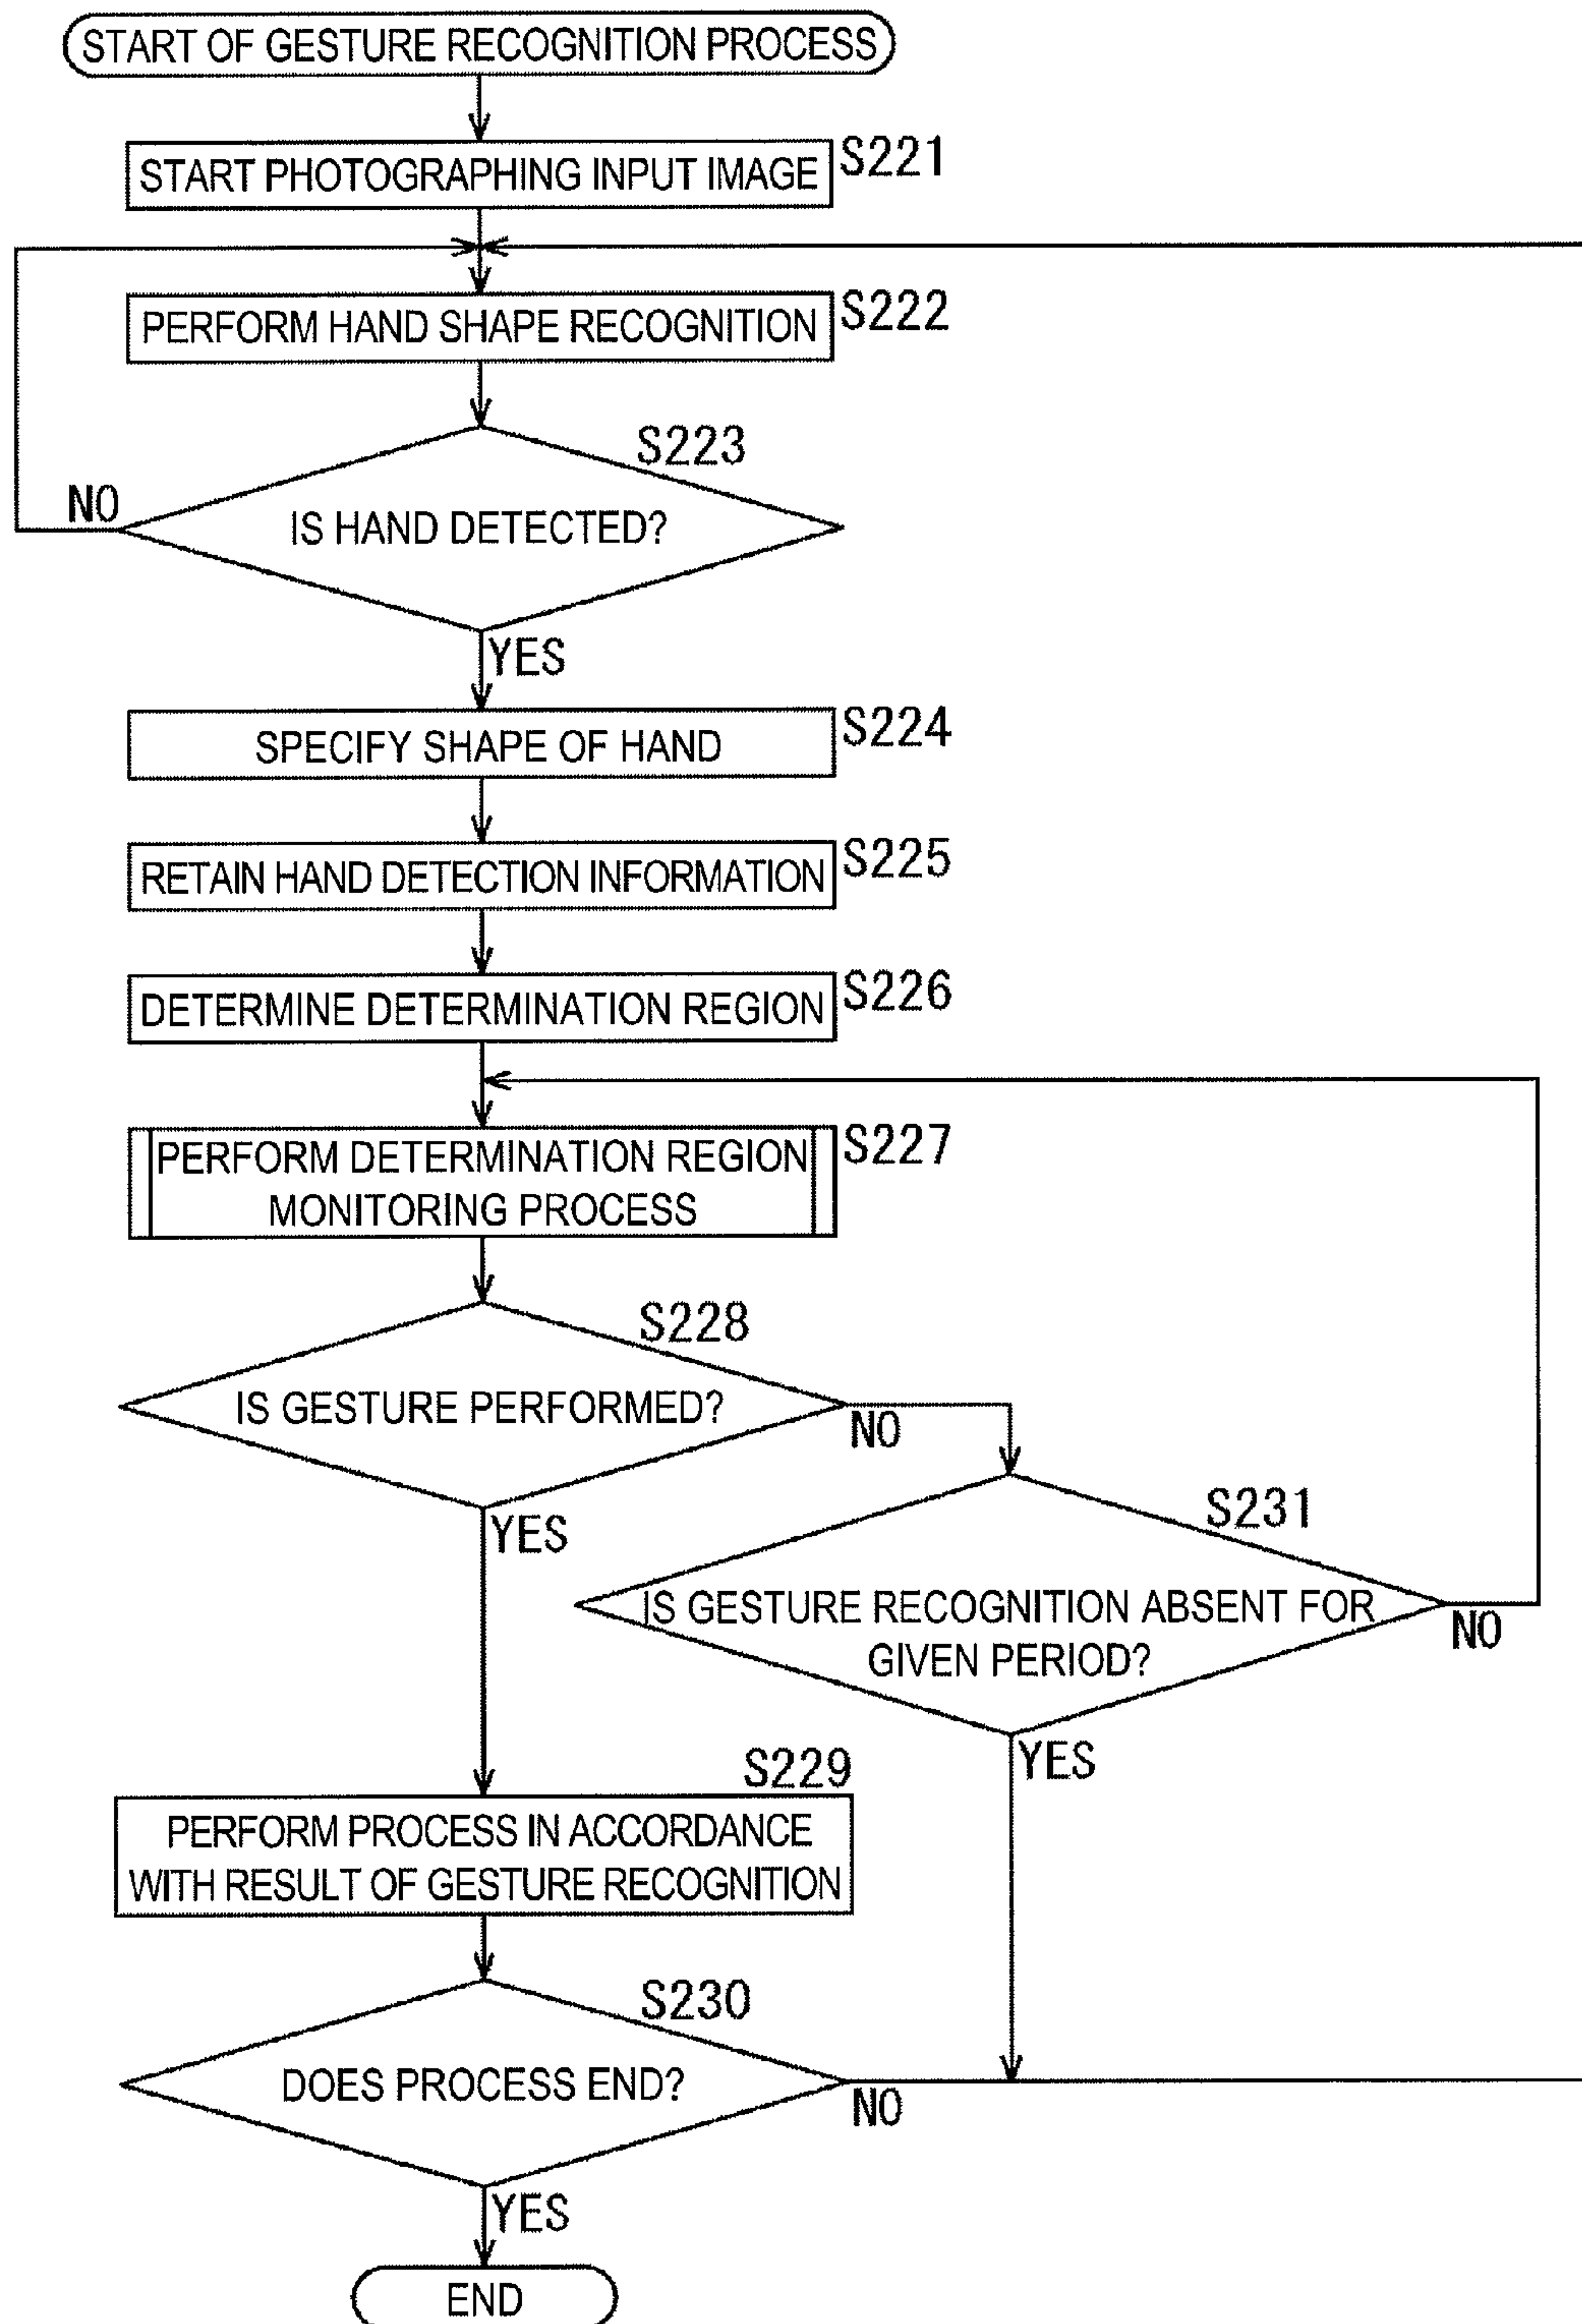 START OF GESTURE RECOGNITION PROCESS
START PHOTOGRAPHING INPUT IMAGE
S221
PERFORM HAND SHAPE RECOGNITION
S222
S223
NO
IS HAND DETECTED?
YES
SPECIFY SHAPE OF HAND
S224
RETAIN HAND DETECTION INFORMATION
S225
DETERMINE DETERMINATION REGION
S226
PERFORM DETERMINATION REGION
MONITORING PROCESS
S227
S228
IS GESTURE PERFORMED?
NO
YES
S231
IS GESTURE RECOGNITION ABSENT FOR
GIVEN PERIOD?
NO
YES
S229
PERFORM PROCESS IN ACCORDANCE
WITH RESULT OF GESTURE RECOGNITION
S230
DOES PROCESS END?
NO
YES
END